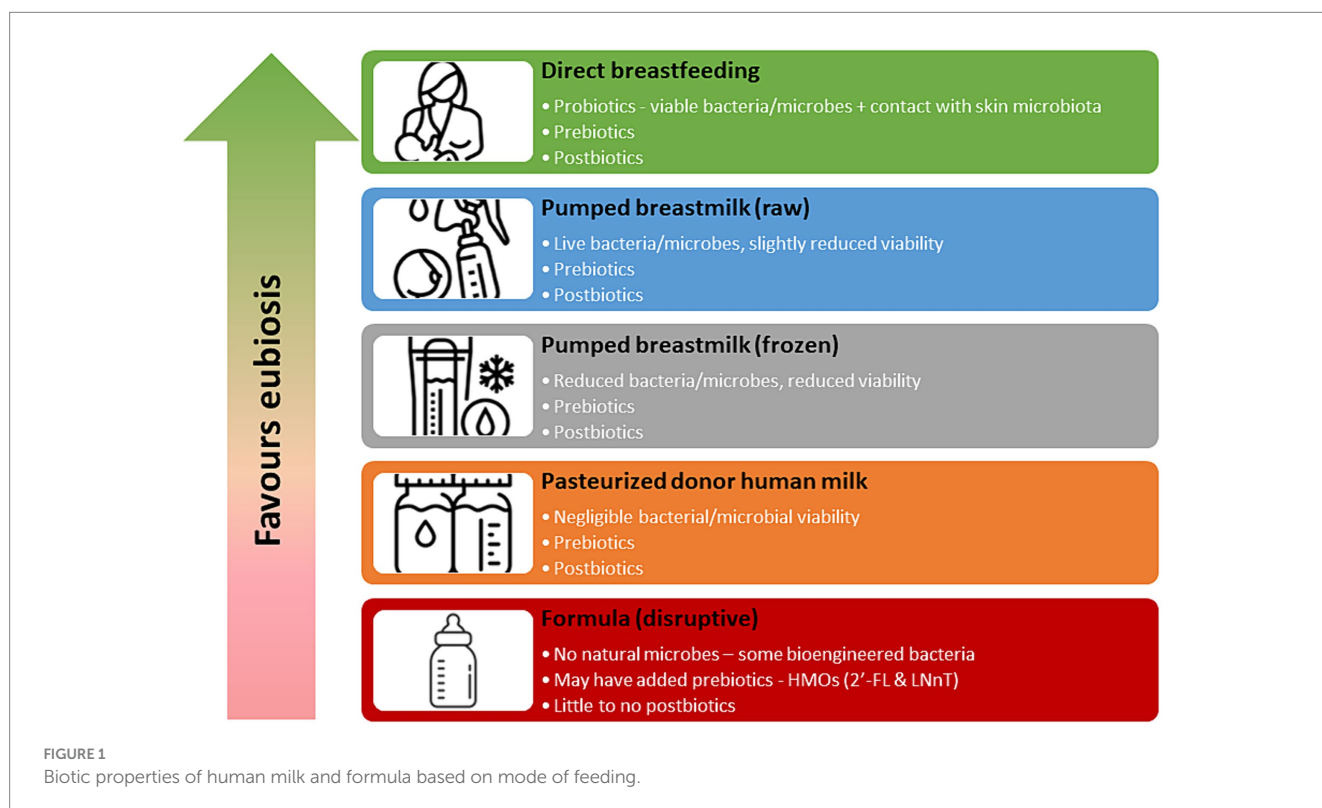 Favours eubiosis
Direct breastfeeding
• Probiotics - viable bacteria/microbes + contact with skin microbiota
• Prebiotics
• Postbiotics
Pumped breastmilk (raw)
• Live bacteria/microbes, slightly reduced viability
• Prebiotics
• Postbiotics
Pumped breastmilk (frozen)
• Reduced bacteria/microbes, reduced viability
• Prebiotics
• Postbiotics
Pasteurized donor human milk
• Negligible bacterial/microbial viability
• Prebiotics
• Postbiotics
Formula (disruptive)
• No natural microbes – some bioengineered bacteria
• May have added prebiotics - HMOs (2’-FL & LNnT)
• Little to no postbiotics
FIGURE 1
Biotic properties of human milk and formula based on mode of feeding.